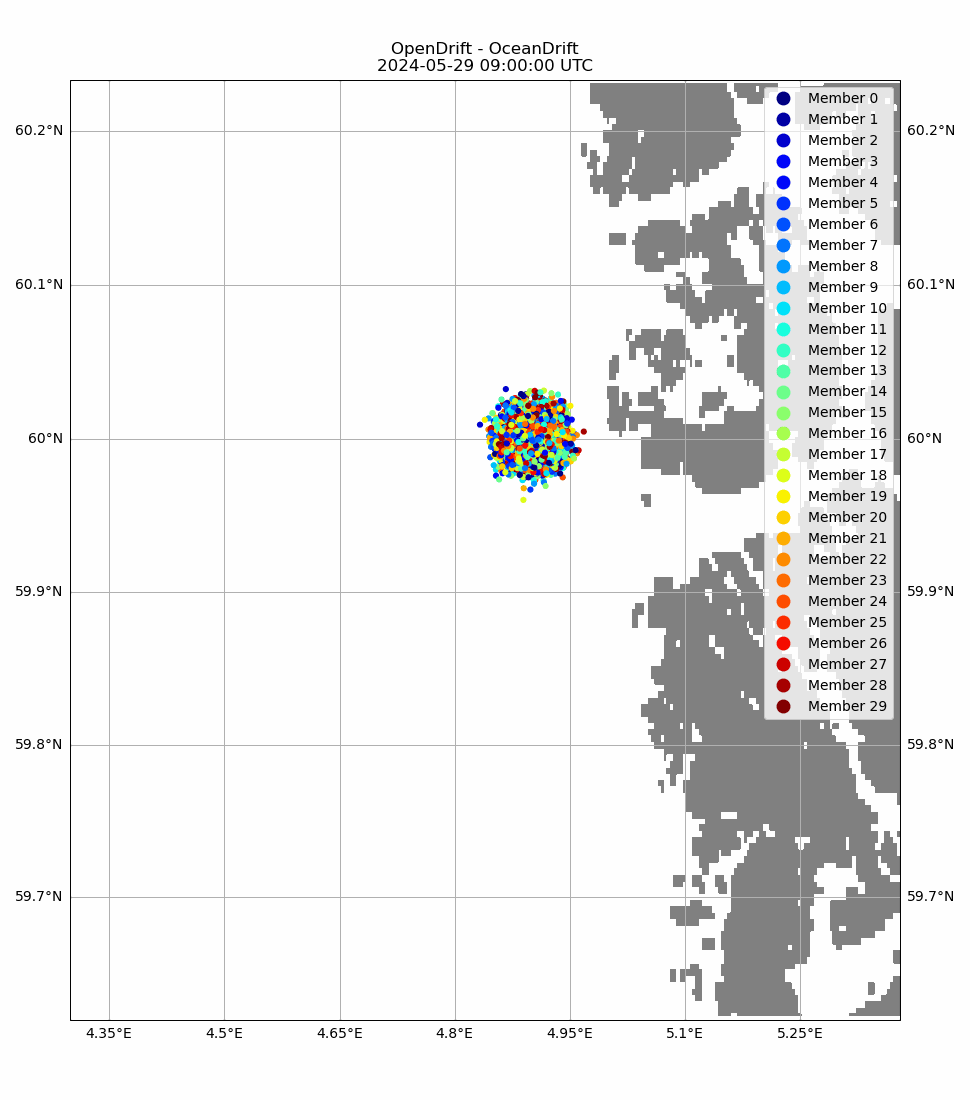 OpenDrift - OceanDrift
2024-05-29 09:00:00 UTC
Member 0
Member 1
Member 2
Member 3
Member 4
Member 5
Member 6
Member 7
Member 8
Member 9
Member 10
Member 11
Member 12
Member 13
Member 14
Member 15
Member 16
Member 17
Member 18
Member 19
Member 20
Member 21
Member 22
Member 23
Member 24
Member 25
Member 26
Member 27
Member 28
Member 29
60.2°N 60.2°N
60.1°N 60.1°N
60°N 60°N
59.9°N 59.9°N
59.8°N 59.8°N
59.7°N 59.7°N
4.35°E 4.5°E 4.65°E 4.8°E 4.95°E 5.1°E 5.25°E